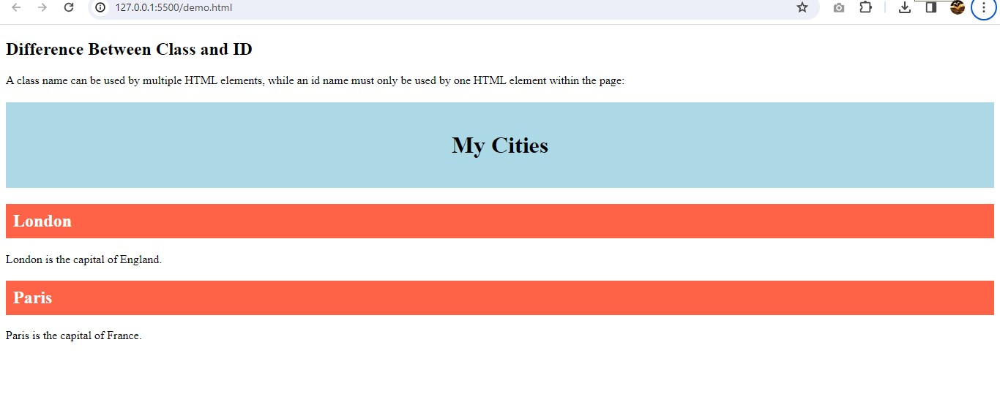 127.0.0.1:5500/demo.html
Difference Between Class and ID
A class name can be used by multiple HTML elements, while an id name must only be used by one HTML element within the page:
My Cities
London
London is the capital of England.
Paris
Paris is the capital of France.